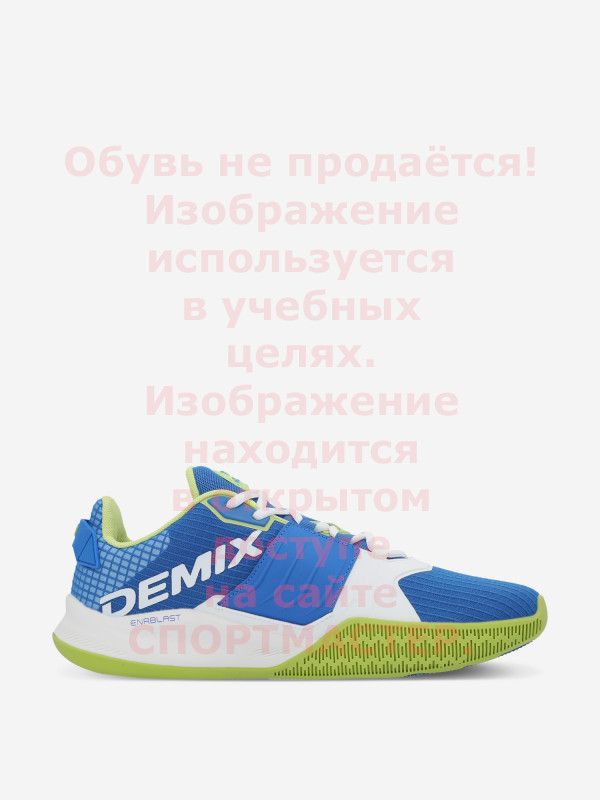 Обувь не продаётся!
Изображение
используется
в учебных
целях.
Изображение
находится
в открытом
доступе
на сайте
СПОРТМАСТЕР.
DEMIX
ENABLAST